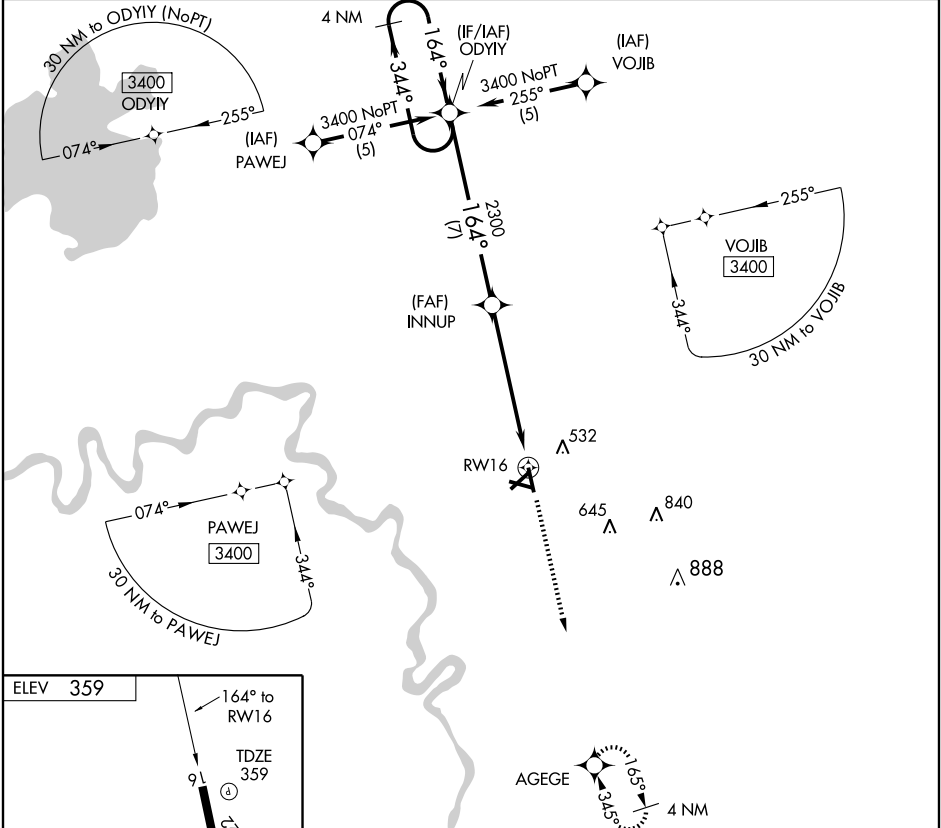 30 NM to ODYIY (NoPT)
3400
ODYIY
255°
074°
4 NM
164°
344°
(IF/IAF)
ODYIY
(IAF)
VOJIB
3400 NoPT
255°
(5)
3400 NoPT
074°
(5)
(IAF)
PAWEJ
2300
164°
(7)
(FAF)
INNUP
255°
VOJIB
3400
344°
30 NM to VOJIB
532
RW16
645
840
888
074°
PAWEJ
3400
344°
30 NM to PAWEJ
ELEV 359
164° to
RW16
TDZE
359
16
P
AGEGE
165°
345°
4 NM